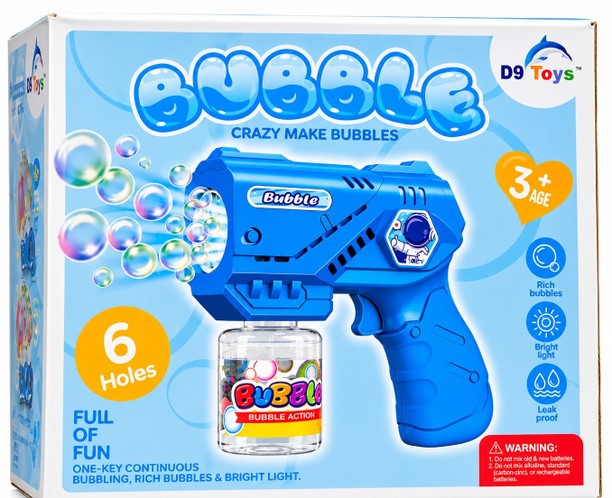 BUBBLE
CRAZY MAKE BUBBLES
D9 Toys™
3+
AGE
Bubble
Rich
bubbles
Bright
light
Leak
proof
6
Holes
BUBBLE
BUBBLE ACTION
FULL
OF
FUN
ONE-KEY CONTINUOUS
BUBBLING, RICH BUBBLES & BRIGHT LIGHT.
WARNING:
1. Do not mix old & new batteries.
2. Do not mix alkaline, standard
(carbon-zinc), or rechargeable
batteries.